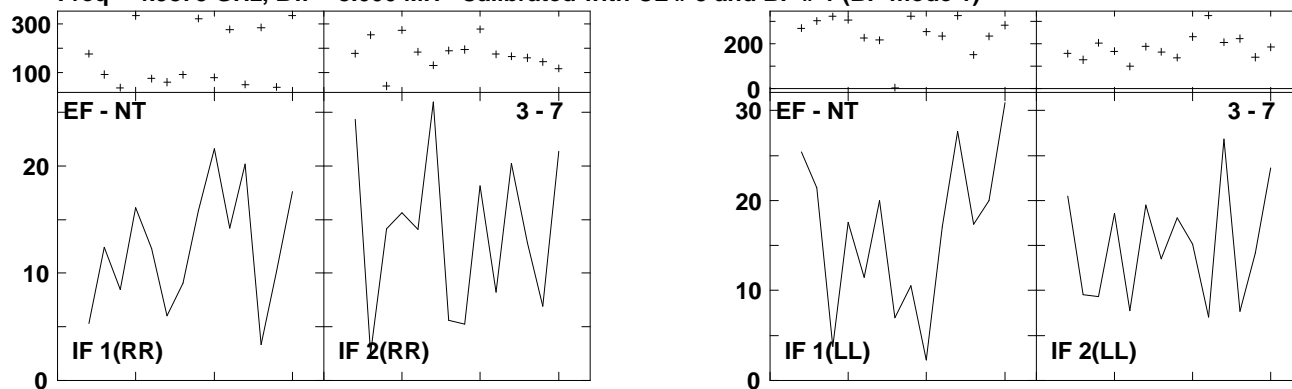 300
100
EF - NT
3 - 7
20
10
0
IF 1(RR)
IF 2(RR)
200
0
EF - NT
3 - 7
30
20
10
0
IF 1(LL)
IF 2(LL)